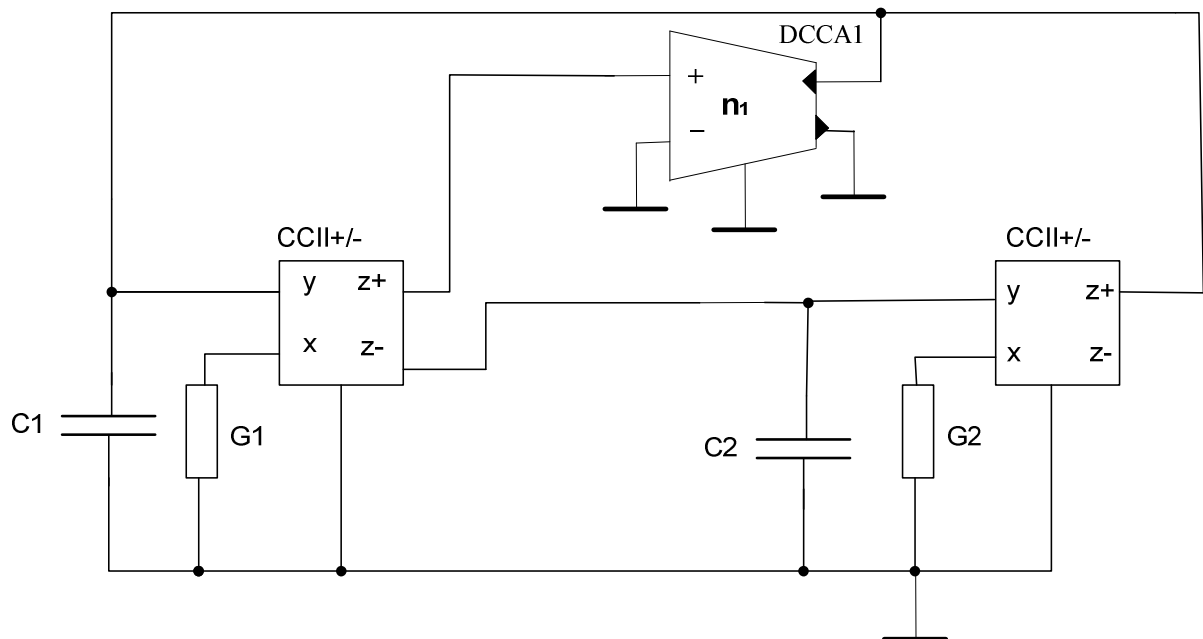 DCCA1
+
n₁
−
CCII+/-
y z+
x z-
CCII+/-
y z+
x z-
C1
G1
C2
G2